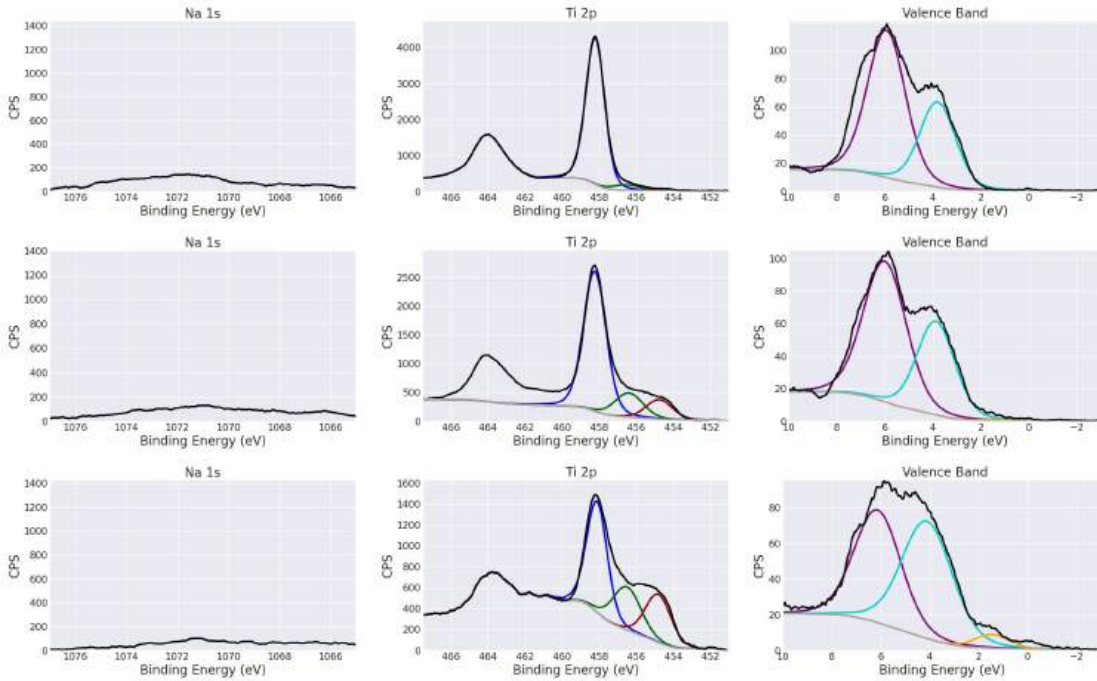 Na 1s
Ti 2p
Valence Band
CPS
1400
1200
1000
800
600
400
200
0
1076 1074 1072 1070 1068 1066
Binding Energy (eV)
CPS
4000
3000
2000
1000
0
466 464 462 460 458 456 454 452
Binding Energy (eV)
CPS
100
80
60
40
20
0
10 8 6 4 2 0 −2
Binding Energy (eV)
Na 1s
Ti 2p
Valence Band
CPS
1400
1200
1000
800
600
400
200
0
1076 1074 1072 1070 1068 1066
Binding Energy (eV)
CPS
2500
2000
1500
1000
500
0
466 464 462 460 458 456 454 452
Binding Energy (eV)
CPS
100
80
60
40
20
0
10 8 6 4 2 0 −2
Binding Energy (eV)
Na 1s
Ti 2p
Valence Band
CPS
1400
1200
1000
800
600
400
200
0
1076 1074 1072 1070 1068 1066
Binding Energy (eV)
CPS
1600
1400
1200
1000
800
600
400
200
0
466 464 462 460 458 456 454 452
Binding Energy (eV)
CPS
80
60
40
20
0
10 8 6 4 2 0 −2
Binding Energy (eV)